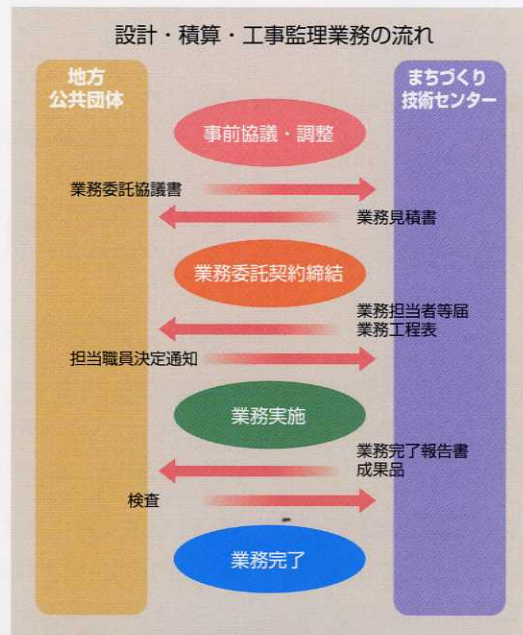 設計・積算・工事監理業務の流れ
地方
公共団体
まちづくり
技術センター
事前協議・調整
業務委託協議書
業務見積書
業務委託契約締結
業務担当者等届
業務工程表
担当職員決定通知
業務実施
業務完了報告書
成果品
検査
業務完了